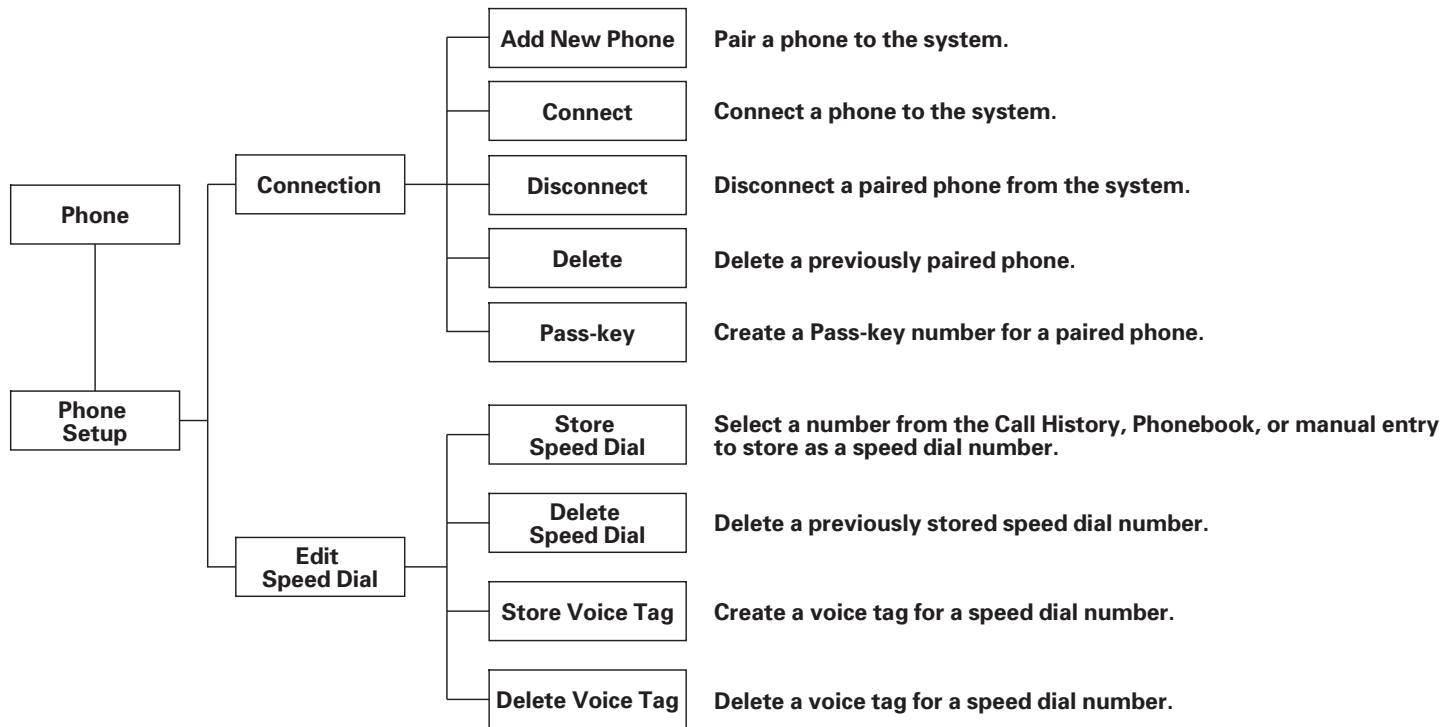 Add New Phone
Pair a phone to the system.
Connect
Connect a phone to the system.
Connection
Disconnect
Disconnect a paired phone from the system.
Phone
Delete
Delete a previously paired phone.
Pass-key
Create a Pass-key number for a paired phone.
Phone
Setup
Store
Speed Dial
Select a number from the Call History, Phonebook, or manual entry
to store as a speed dial number.
Delete
Speed Dial
Delete a previously stored speed dial number.
Edit
Speed Dial
Store Voice Tag
Create a voice tag for a speed dial number.
Delete Voice Tag
Delete a voice tag for a speed dial number.